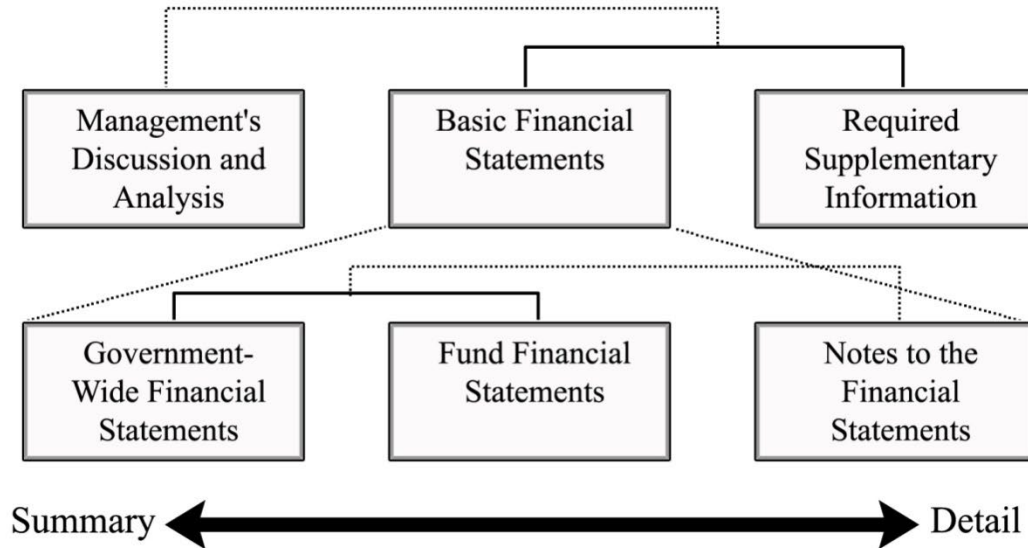 Management's
Discussion and
Analysis
Basic Financial
Statements
Required
Supplementary
Information
Government-
Wide Financial
Statements
Fund Financial
Statements
Notes to the
Financial
Statements
Summary
Detail